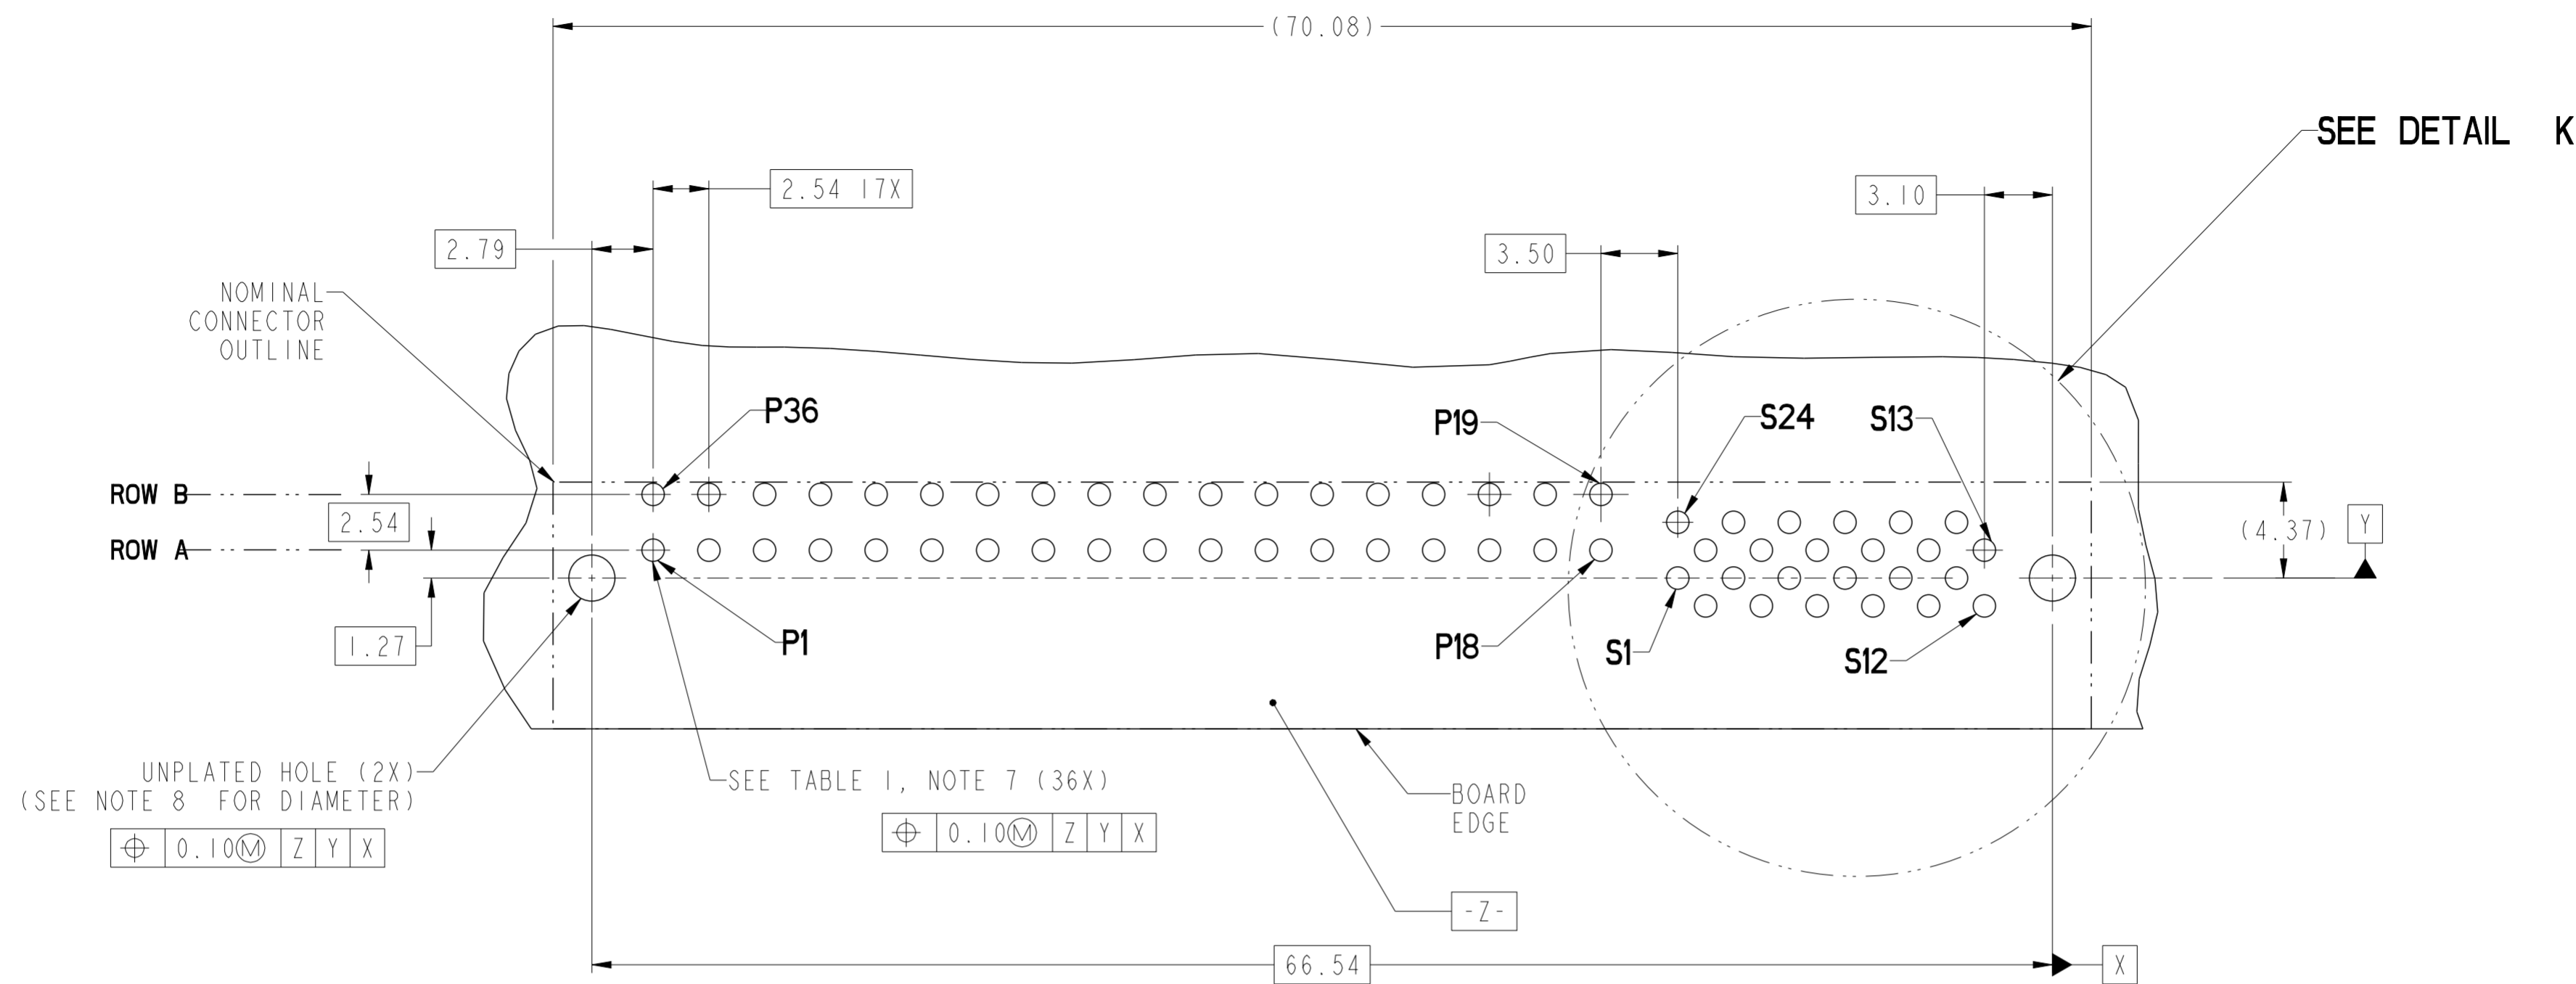 (70.08)
SEE DETAIL K
2.54 17X
3.10
2.79
3.50
NOMINAL
CONNECTOR
OUTLINE
P36
P19
S24
S13
ROW B
2.54
ROW A
(4.37)
Y
1.27
P1
P18
S1
S12
UNPLATED HOLE (2X)
(SEE NOTE 8 FOR DIAMETER)
⌖ 0.10Ⓜ Z Y X
SEE TABLE 1, NOTE 7 (36X)
⌖ 0.10Ⓜ Z Y X
BOARD
EDGE
-Z-
66.54
X